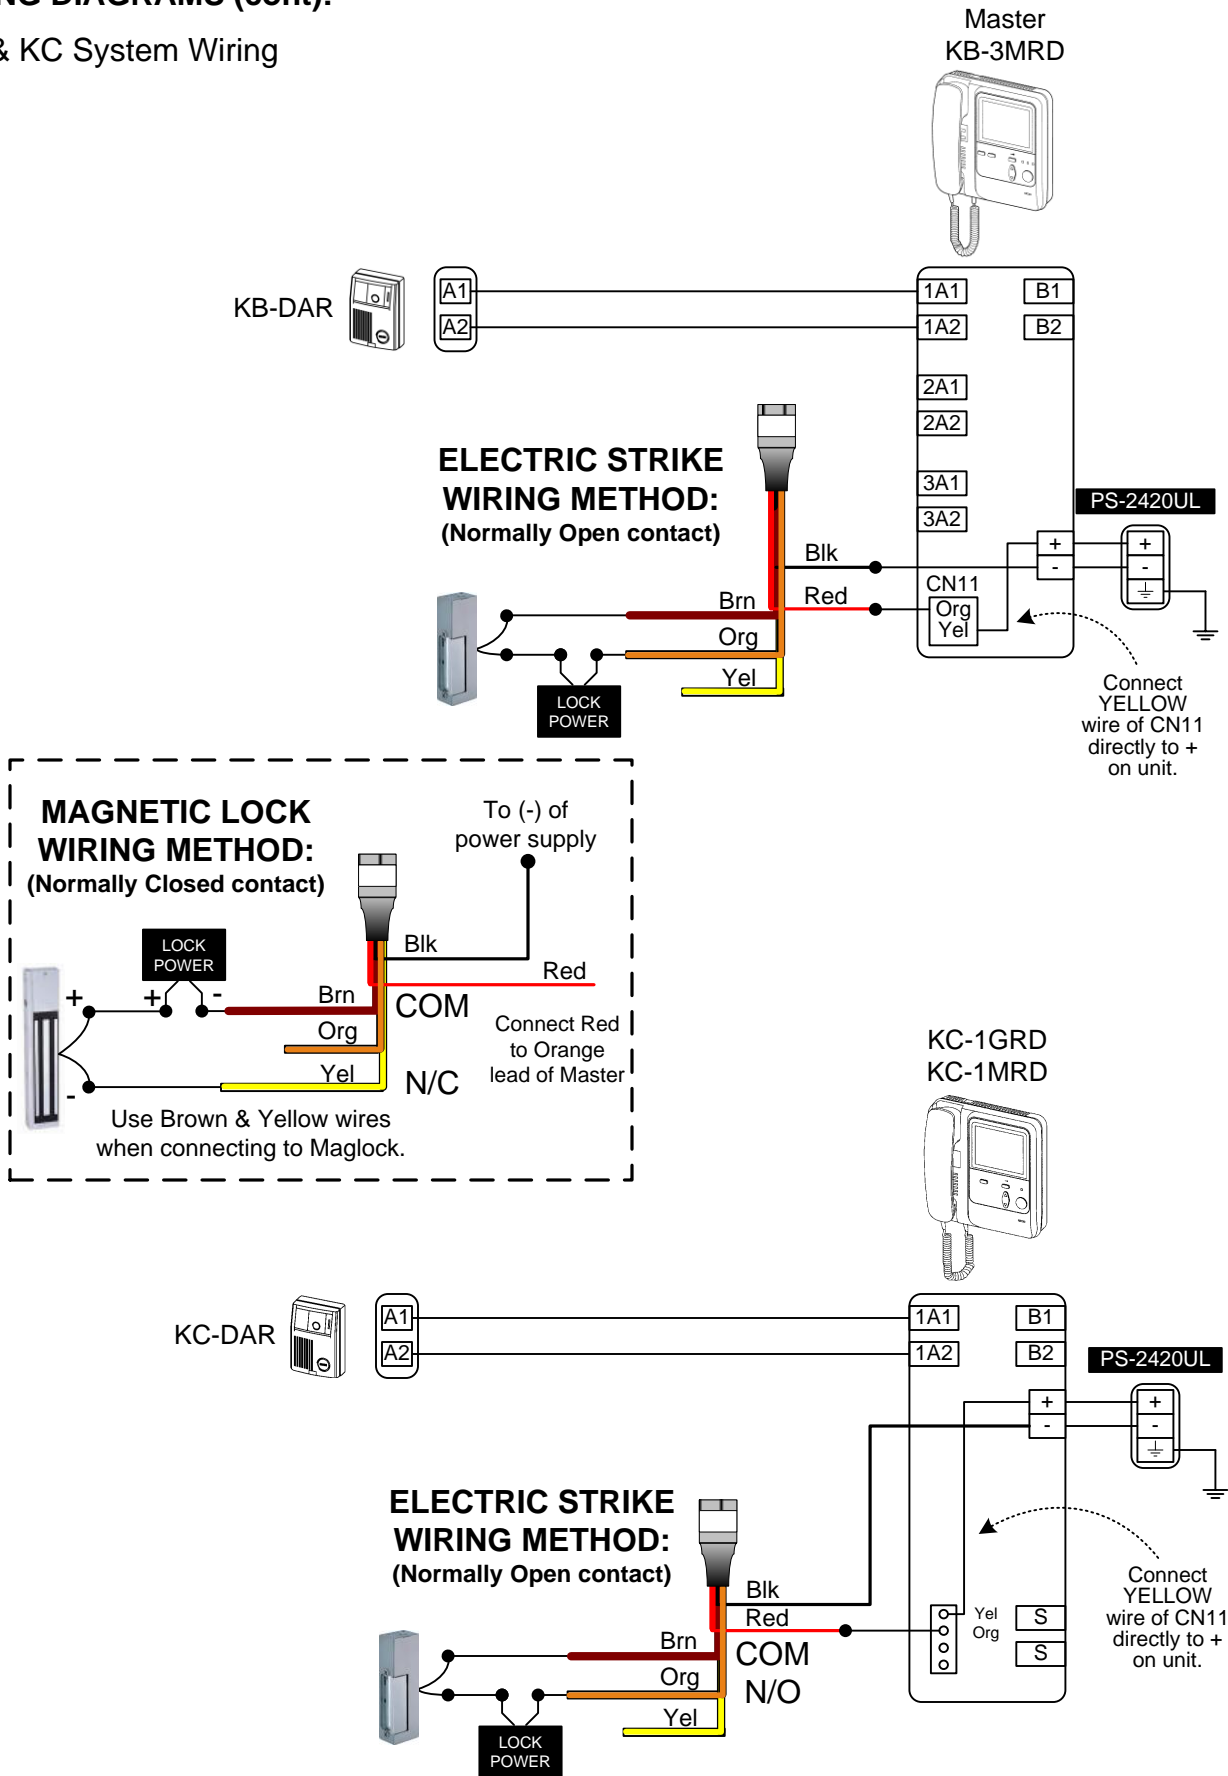 NG DIAGRAMS (cont):
& KC System Wiring
Master
KB-3MRD
KB-DAR
A1
A2
1A1
B1
1A2
B2
2A1
2A2
3A1
3A2
ELECTRIC STRIKE
WIRING METHOD:
(Normally Open contact)
PS-2420UL
+
-
+
-
Blk
Red
CN11
Org
Yel
Brn
Org
Yel
LOCK
POWER
Connect
YELLOW
wire of CN11
directly to +
on unit.
MAGNETIC LOCK
WIRING METHOD:
(Normally Closed contact)
To (-) of
power supply
LOCK
POWER
Blk
Red
+
+
-
Brn
COM
Org
Connect Red
to Orange
lead of Master
Yel
N/C
-
Use Brown & Yellow wires
when connecting to Maglock.
KC-1GRD
KC-1MRD
KC-DAR
A1
A2
1A1
B1
1A2
B2
PS-2420UL
+
-
+
-
ELECTRIC STRIKE
WIRING METHOD:
(Normally Open contact)
Blk
Red
Yel
Org
S
S
Brn
COM
Org
N/O
Yel
LOCK
POWER
Connect
YELLOW
wire of CN11
directly to +
on unit.